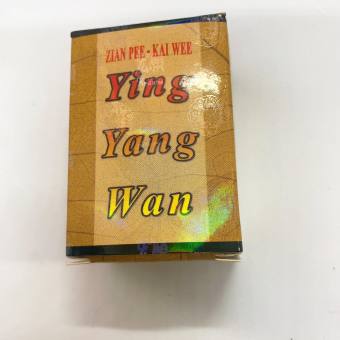 ZIAN PEE - KAI WEE
Ying
Yang
Wan